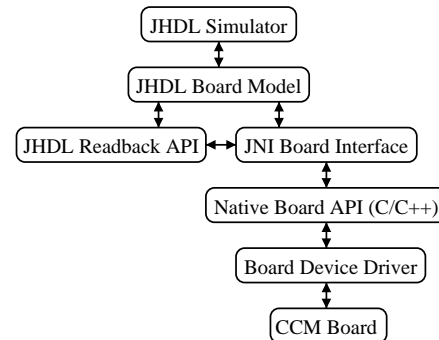 JHDL Simulator
JHDL Board Model
JHDL Readback API
JNI Board Interface
Native Board API (C/C++)
Board Device Driver
CCM Board